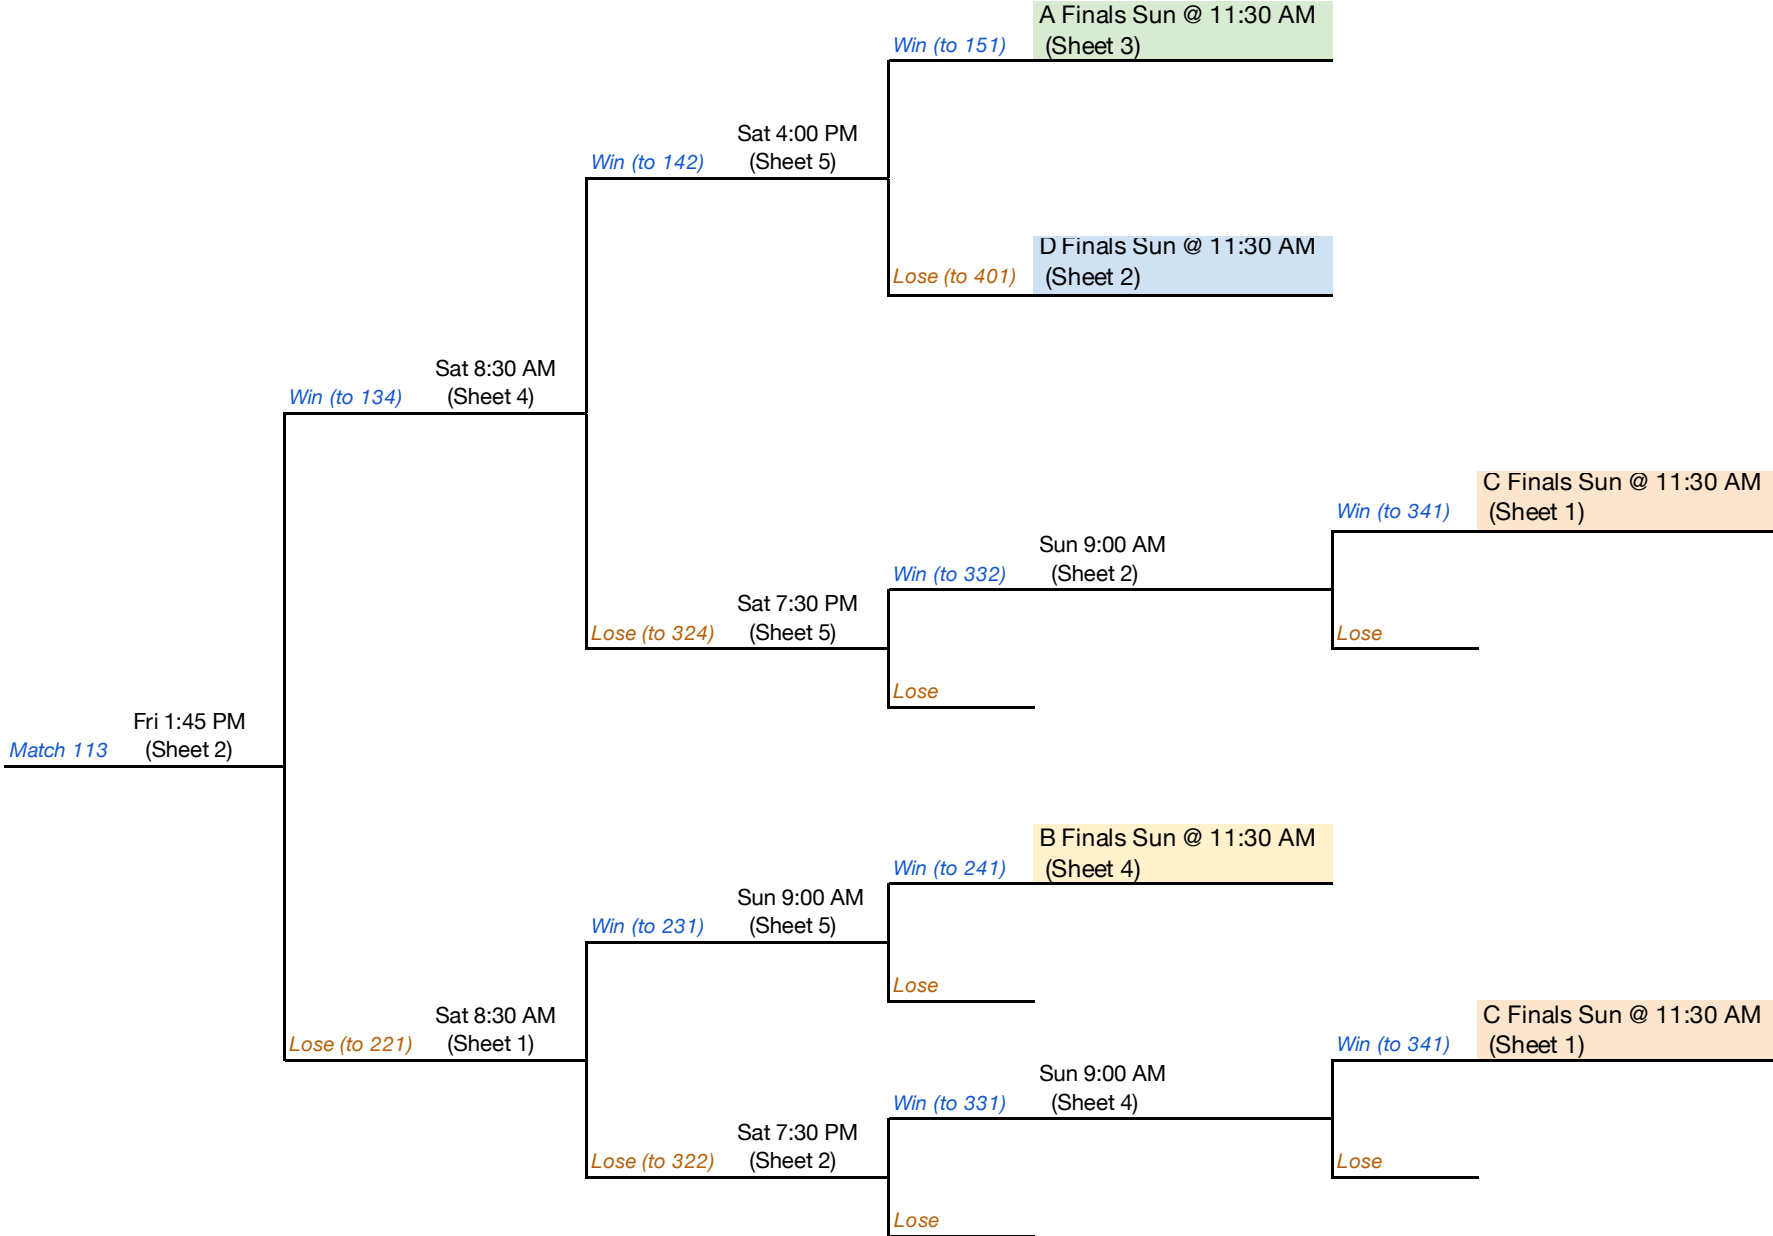 A Finals Sun @ 11:30 AM
Win (to 151) (Sheet 3)
Sat 4:00 PM
Win (to 142) (Sheet 5)
D Finals Sun @ 11:30 AM
Lose (to 401) (Sheet 2)
Sat 8:30 AM
Win (to 134) (Sheet 4)
C Finals Sun @ 11:30 AM
Win (to 341) (Sheet 1)
Sun 9:00 AM
Win (to 332) (Sheet 2)
Sat 7:30 PM
Lose (to 324) (Sheet 5)
Lose
Lose
Fri 1:45 PM
Match 113 (Sheet 2)
B Finals Sun @ 11:30 AM
Win (to 241) (Sheet 4)
Sun 9:00 AM
Win (to 231) (Sheet 5)
Lose
Sat 8:30 AM
Lose (to 221) (Sheet 1)
C Finals Sun @ 11:30 AM
Win (to 341) (Sheet 1)
Sun 9:00 AM
Win (to 331) (Sheet 4)
Sat 7:30 PM
Lose (to 322) (Sheet 2)
Lose
Lose